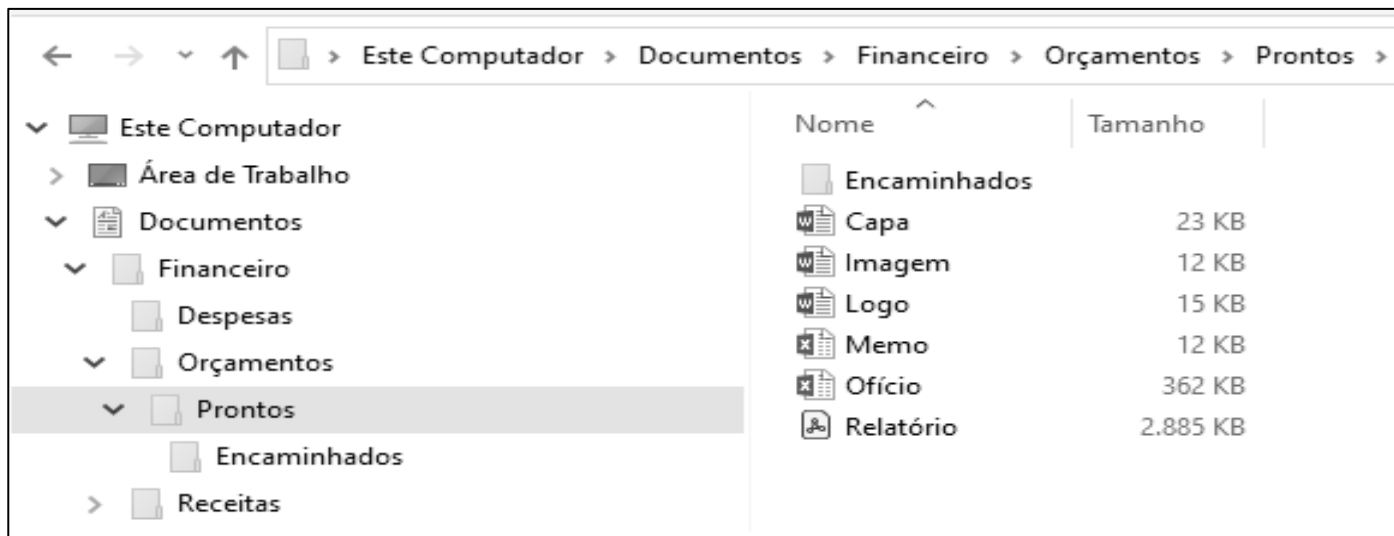 Este Computador > Documentos > Financeiro > Orçamentos > Prontos >
Este Computador
Área de Trabalho
Documentos
Financeiro
Despesas
Orçamentos
Prontos
Encaminhados
Receitas
Nome Tamanho
Encaminhados
Capa 23 KB
Imagem 12 KB
Logo 15 KB
Memo 12 KB
Ofício 362 KB
Relatório 2.885 KB